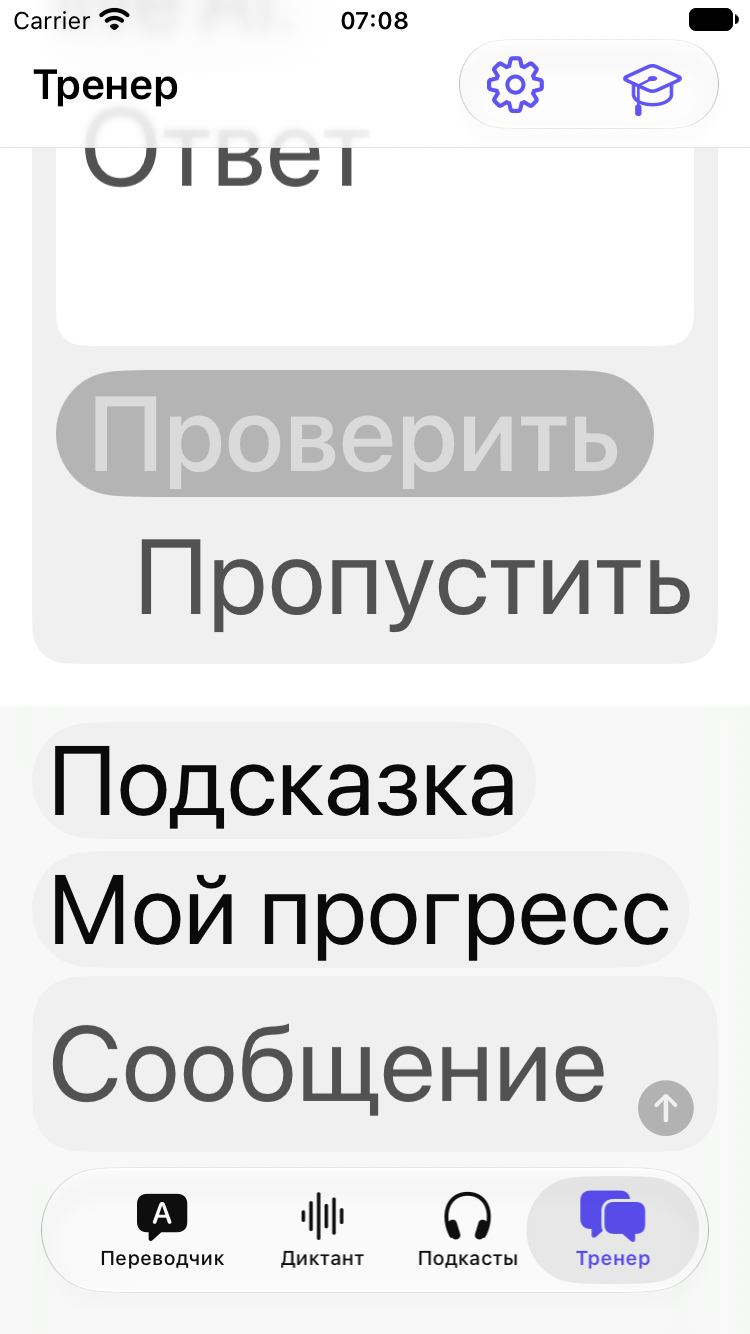 Carrier 07:08
Тренер
Ответ
Проверить
Пропустить
Подсказка
Мой прогресс
Сообщение
A
Переводчик Диктант Подкасты Тренер